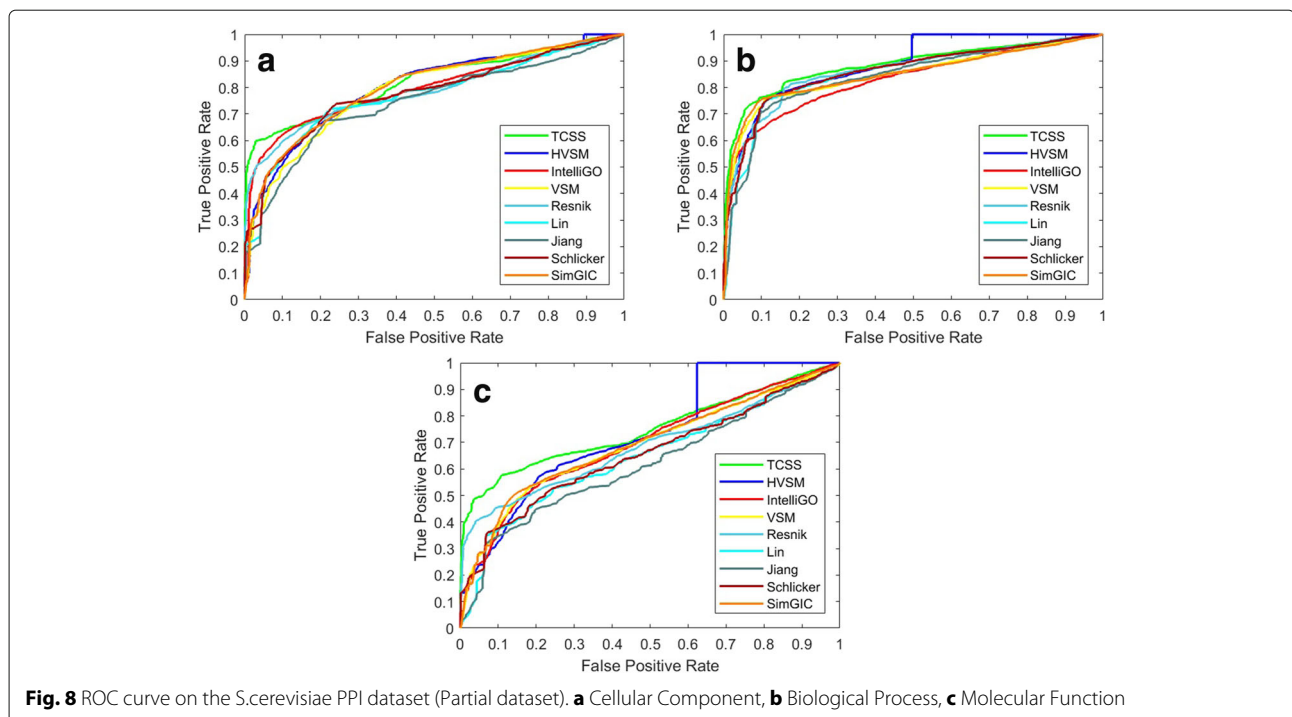 a
1
0.9
0.8
0.7
0.6
0.5
0.4
0.3
0.2
0.1
0
True Positive Rate
TCSS
HVSM
IntelliGO
VSM
Resnik
Lin
Jiang
Schlicker
SimGIC
0 0.1 0.2 0.3 0.4 0.5 0.6 0.7 0.8 0.9 1
False Positive Rate
b
1
0.9
0.8
0.7
0.6
0.5
0.4
0.3
0.2
0.1
0
True Positive Rate
TCSS
HVSM
IntelliGO
VSM
Resnik
Lin
Jiang
Schlicker
SimGIC
0 0.1 0.2 0.3 0.4 0.5 0.6 0.7 0.8 0.9 1
False Positive Rate
c
1
0.9
0.8
0.7
0.6
0.5
0.4
0.3
0.2
0.1
0
True Positive Rate
TCSS
HVSM
IntelliGO
VSM
Resnik
Lin
Jiang
Schlicker
SimGIC
0 0.1 0.2 0.3 0.4 0.5 0.6 0.7 0.8 0.9 1
False Positive Rate
Fig. 8 ROC curve on the S.cerevisiae PPI dataset (Partial dataset). a Cellular Component, b Biological Process, c Molecular Function